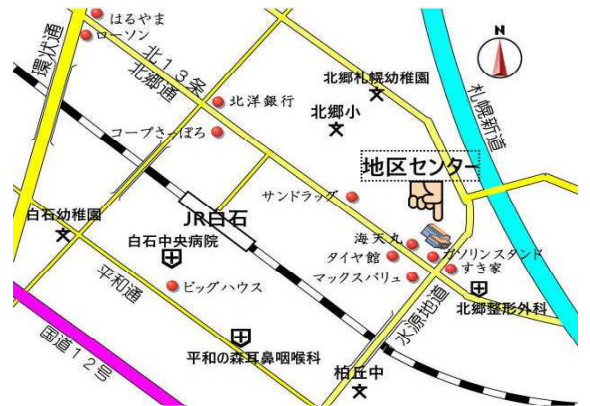 はるやま
ローソン
環状通
北13条
北郷通
N
北洋銀行
コープさっぽろ
北郷札幌幼稚園
北郷小
札幌新道
地区センター
サンドラッグ
JR白石
白石幼稚園
白石中央病院
海天丸
タイヤ館
ガソリンスタンド
すき家
マックスバリュ
平和通
ビッグハウス
北郷整形外科
水源地道
国道12号
平和の森耳鼻咽喉科
柏丘中